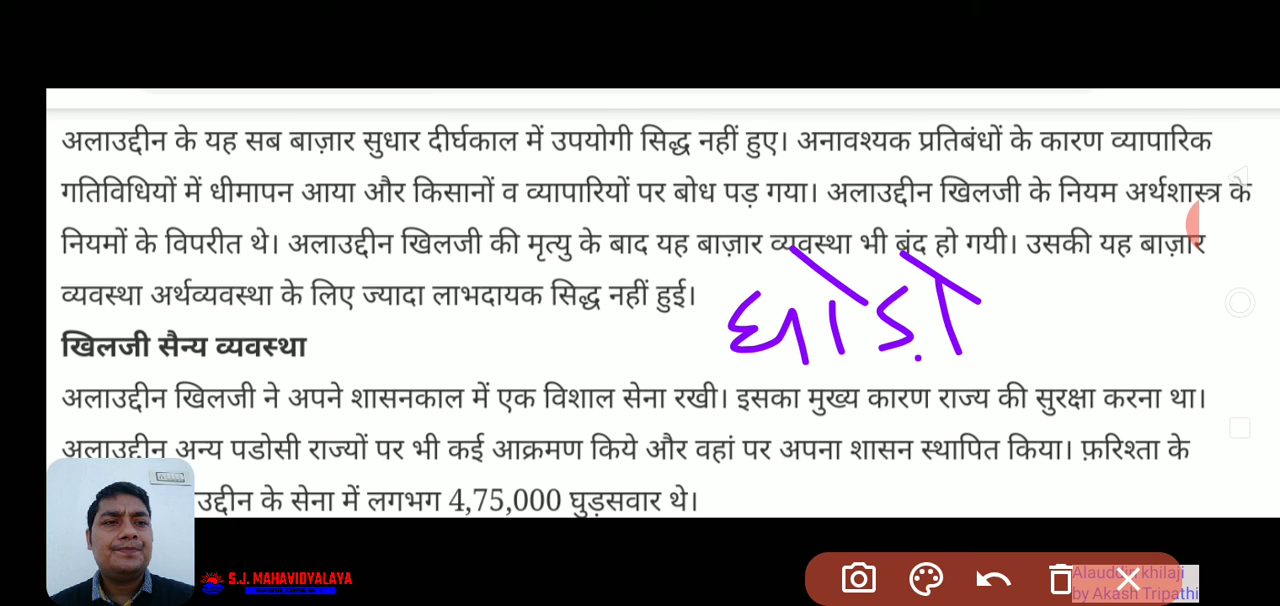 अलाउद्दीन के यह सब बाज़ार सुधार दीर्घकाल में उपयोगी सिद्ध नहीं हुए। अनावश्यक प्रतिबंधों के कारण व्यापारिक
गतिविधियों में धीमापन आया और किसानों व व्यापारियों पर बोध पड़ गया। अलाउद्दीन खिलजी के नियम अर्थशास्त्र के
नियमों के विपरीत थे। अलाउद्दीन खिलजी की मृत्यु के बाद यह बाज़ार व्यवस्था भी बंद हो गयी। उसकी यह बाज़ार
व्यवस्था अर्थव्यवस्था के लिए ज्यादा लाभदायक सिद्ध नहीं हुई।
घोड़ो
खिलजी सैन्य व्यवस्था
अलाउद्दीन खिलजी ने अपने शासनकाल में एक विशाल सेना रखी। इसका मुख्य कारण राज्य की सुरक्षा करना था।
अलाउद्दीन अन्य पडोसी राज्यों पर भी कई आक्रमण किये और वहां पर अपना शासन स्थापित किया। फ़रिश्ता के
उद्दीन के सेना में लगभग 4,75,000 घुड़सवार थे।
S.J. MAHAVIDYALAYA
Alauddin khilaji
by Akash Tripathi